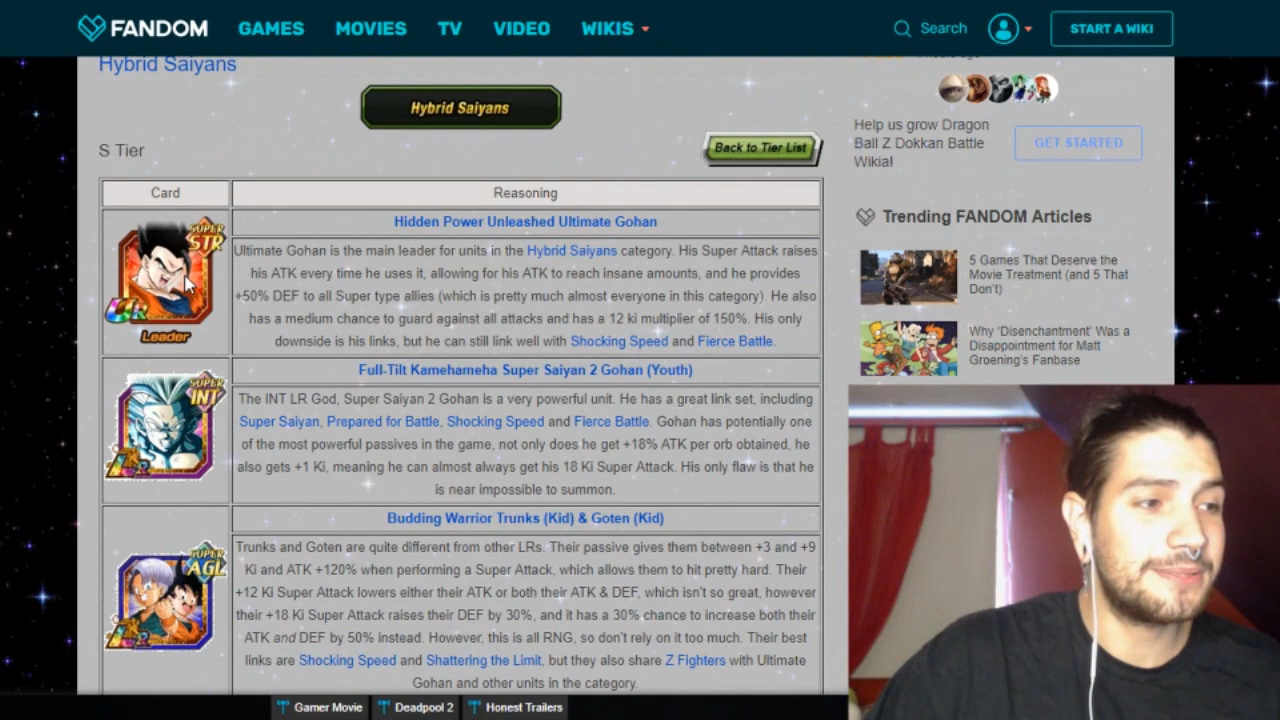 FANDOM GAMES MOVIES TV VIDEO WIKIS Search START A WIKI
Hybrid Saiyans
Hybrid Saiyans
S Tier
Back to Tier List
Card Reasoning
SUPER STR
UR
Leader
Hidden Power Unleashed Ultimate Gohan
Ultimate Gohan is the main leader for units in the Hybrid Saiyans category. His Super Attack raises
his ATK every time he uses it, allowing for his ATK to reach insane amounts, and he provides
+50% DEF to all Super type allies (which is pretty much almost everyone in this category). He also
has a medium chance to guard against all attacks and has a 12 ki multiplier of 150%. His only
downside is his links, but he can still link well with Shocking Speed and Fierce Battle.
SUPER INT
LR
Full-Tilt Kamehameha Super Saiyan 2 Gohan (Youth)
The INT LR God, Super Saiyan 2 Gohan is a very powerful unit. He has a great link set, including
Super Saiyan, Prepared for Battle, Shocking Speed and Fierce Battle. Gohan has potentially one
of the most powerful passives in the game, not only does he get +18% ATK per orb obtained, he
also gets +1 Ki, meaning he can almost always get his 18 Ki Super Attack. His only flaw is that he
is near impossible to summon.
SUPER AGL
LR
Budding Warrior Trunks (Kid) & Goten (Kid)
Trunks and Goten are quite different from other LRs. Their passive gives them between +3 and +9
Ki and ATK +120% when performing a Super Attack, which allows them to hit pretty hard. Their
+12 Ki Super Attack lowers either their ATK or both their ATK & DEF, which isn't so great, however
their +18 Ki Super Attack raises their DEF by 30%, and it has a 30% chance to increase both their
ATK and DEF by 50% instead. However, this is all RNG, so don't rely on it too much. Their best
links are Shocking Speed and Shattering the Limit, but they also share Z Fighters with Ultimate
Gohan and other units in the category.
Help us grow Dragon
Ball Z Dokkan Battle
Wikia!
GET STARTED
Trending FANDOM Articles
5 Games That Deserve the
Movie Treatment (and 5 That
Don't)
Why 'Disenchantment' Was a
Disappointment for Matt
Groening's Fanbase
Gamer Movie Deadpool 2 Honest Trailers